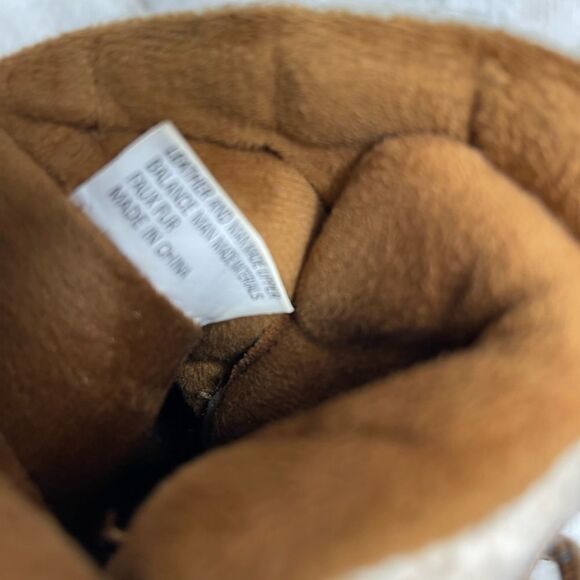 LEATHER AND MAN MADE UPPER
BALANCE MAN MADE MATERIALS
FAUX FUR
MADE IN CHINA